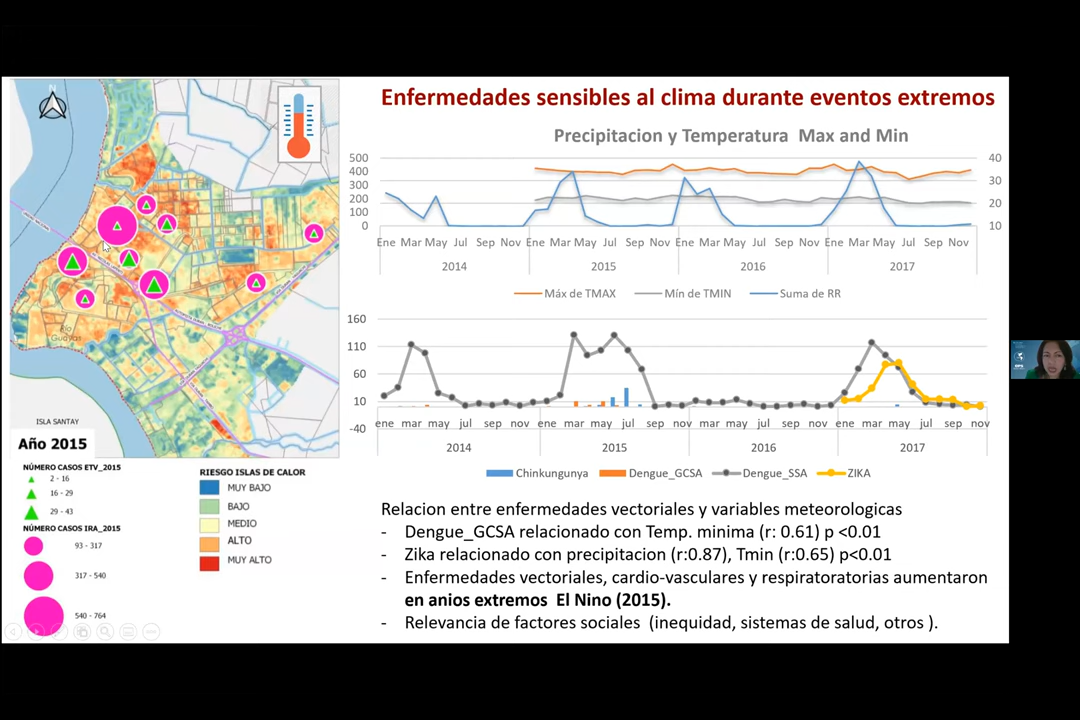 Enfermedades sensibles al clima durante eventos extremos
Precipitacion y Temperatura Max and Min
500
400
300
200
100
0
40
30
20
10
Ene Mar May Jul Sep Nov Ene Mar May Jul Sep Nov Ene Mar May Jul Sep Nov Ene Mar May Jul Sep Nov
2014 2015 2016 2017
Máx de TMAX Mín de TMIN Suma de RR
160
110
60
10
-40
ene mar may jul sep nov ene mar may jul sep nov ene mar may jul sep nov ene mar may jul sep nov
2014 2015 2016 2017
Chinkungunya Dengue_GCSA Dengue_SSA ZIKA
Relacion entre enfermedades vectoriales y variables meteorologicas
- Dengue_GCSA relacionado con Temp. minima (r: 0.61) p <0.01
- Zika relacionado con precipitacion (r:0.87), Tmin (r:0.65) p<0.01
- Enfermedades vectoriales, cardio-vasculares y respiratoratorias aumentaron
en anios extremos El Nino (2015).
- Relevancia de factores sociales (inequidad, sistemas de salud, otros ).
Río
Guayas
ISLA SANTAY
Año 2015
NÚMERO CASOS ETV_2015
2 - 16
16 - 29
29 - 43
NÚMERO CASOS IRA_2015
93 - 317
317 - 540
540 - 764
RIESGO ISLAS DE CALOR
MUY BAJO
BAJO
MEDIO
ALTO
MUY ALTO